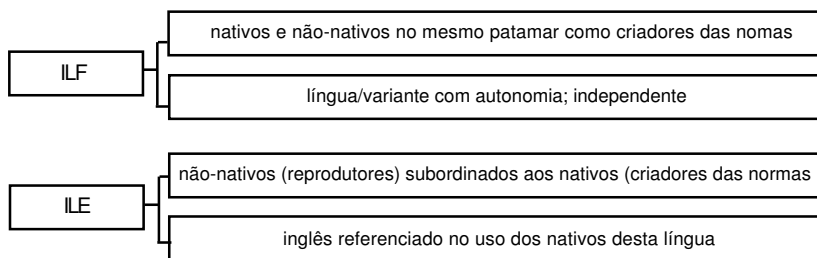 nativos e não-nativos no mesmo patamar como criadores das nomas
ILF
língua/variante com autonomia; independente
não-nativos (reprodutores) subordinados aos nativos (criadores das normas
ILE
inglês referenciado no uso dos nativos desta língua